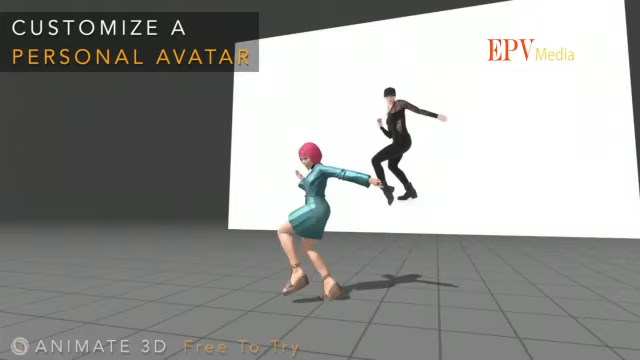 CUSTOMIZE A
PERSONAL AVATAR
EPV Media
ANIMATE 3D Free To Try